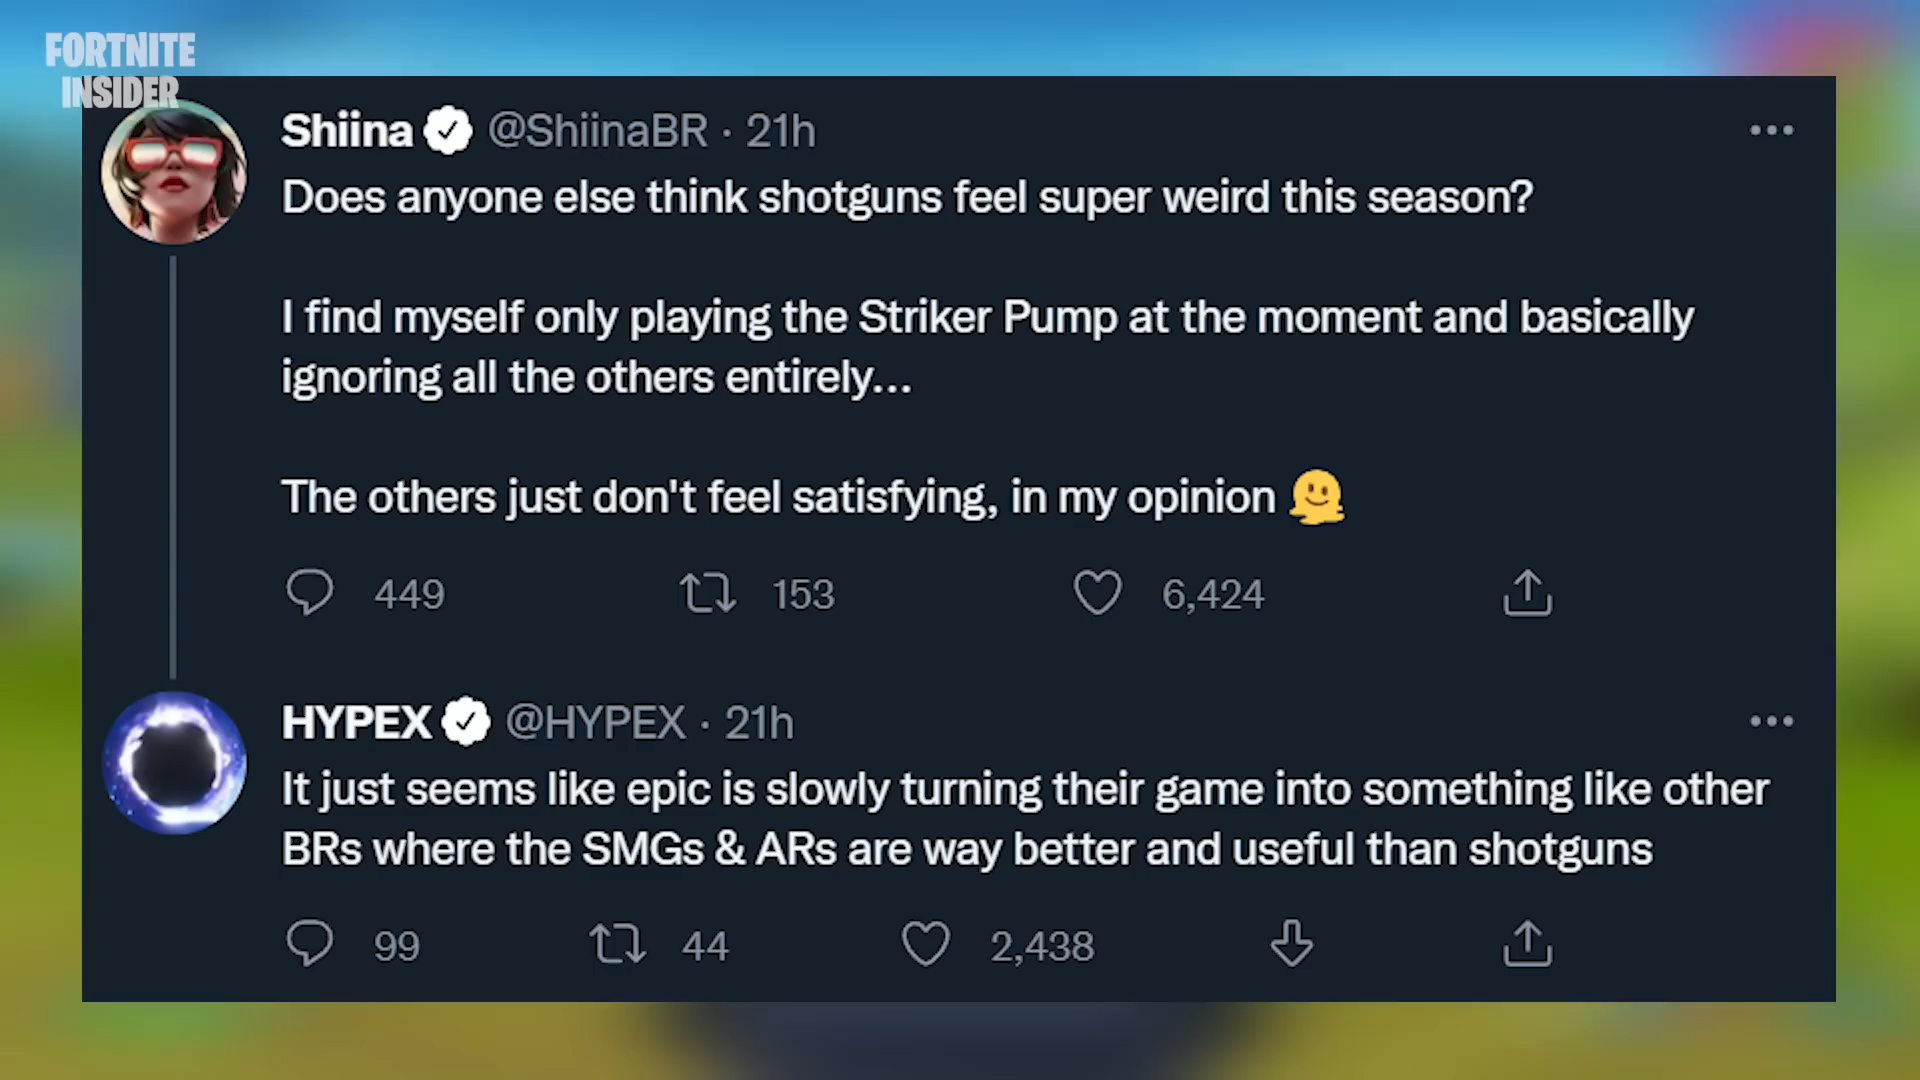 FORTNITE
INSIDER
Shiina @ShiinaBR · 21h
Does anyone else think shotguns feel super weird this season?
I find myself only playing the Striker Pump at the moment and basically
ignoring all the others entirely...
The others just don't feel satisfying, in my opinion 🫠
449 153 6,424
HYPEX @HYPEX · 21h
It just seems like epic is slowly turning their game into something like other
BRs where the SMGs & ARs are way better and useful than shotguns
99 44 2,438